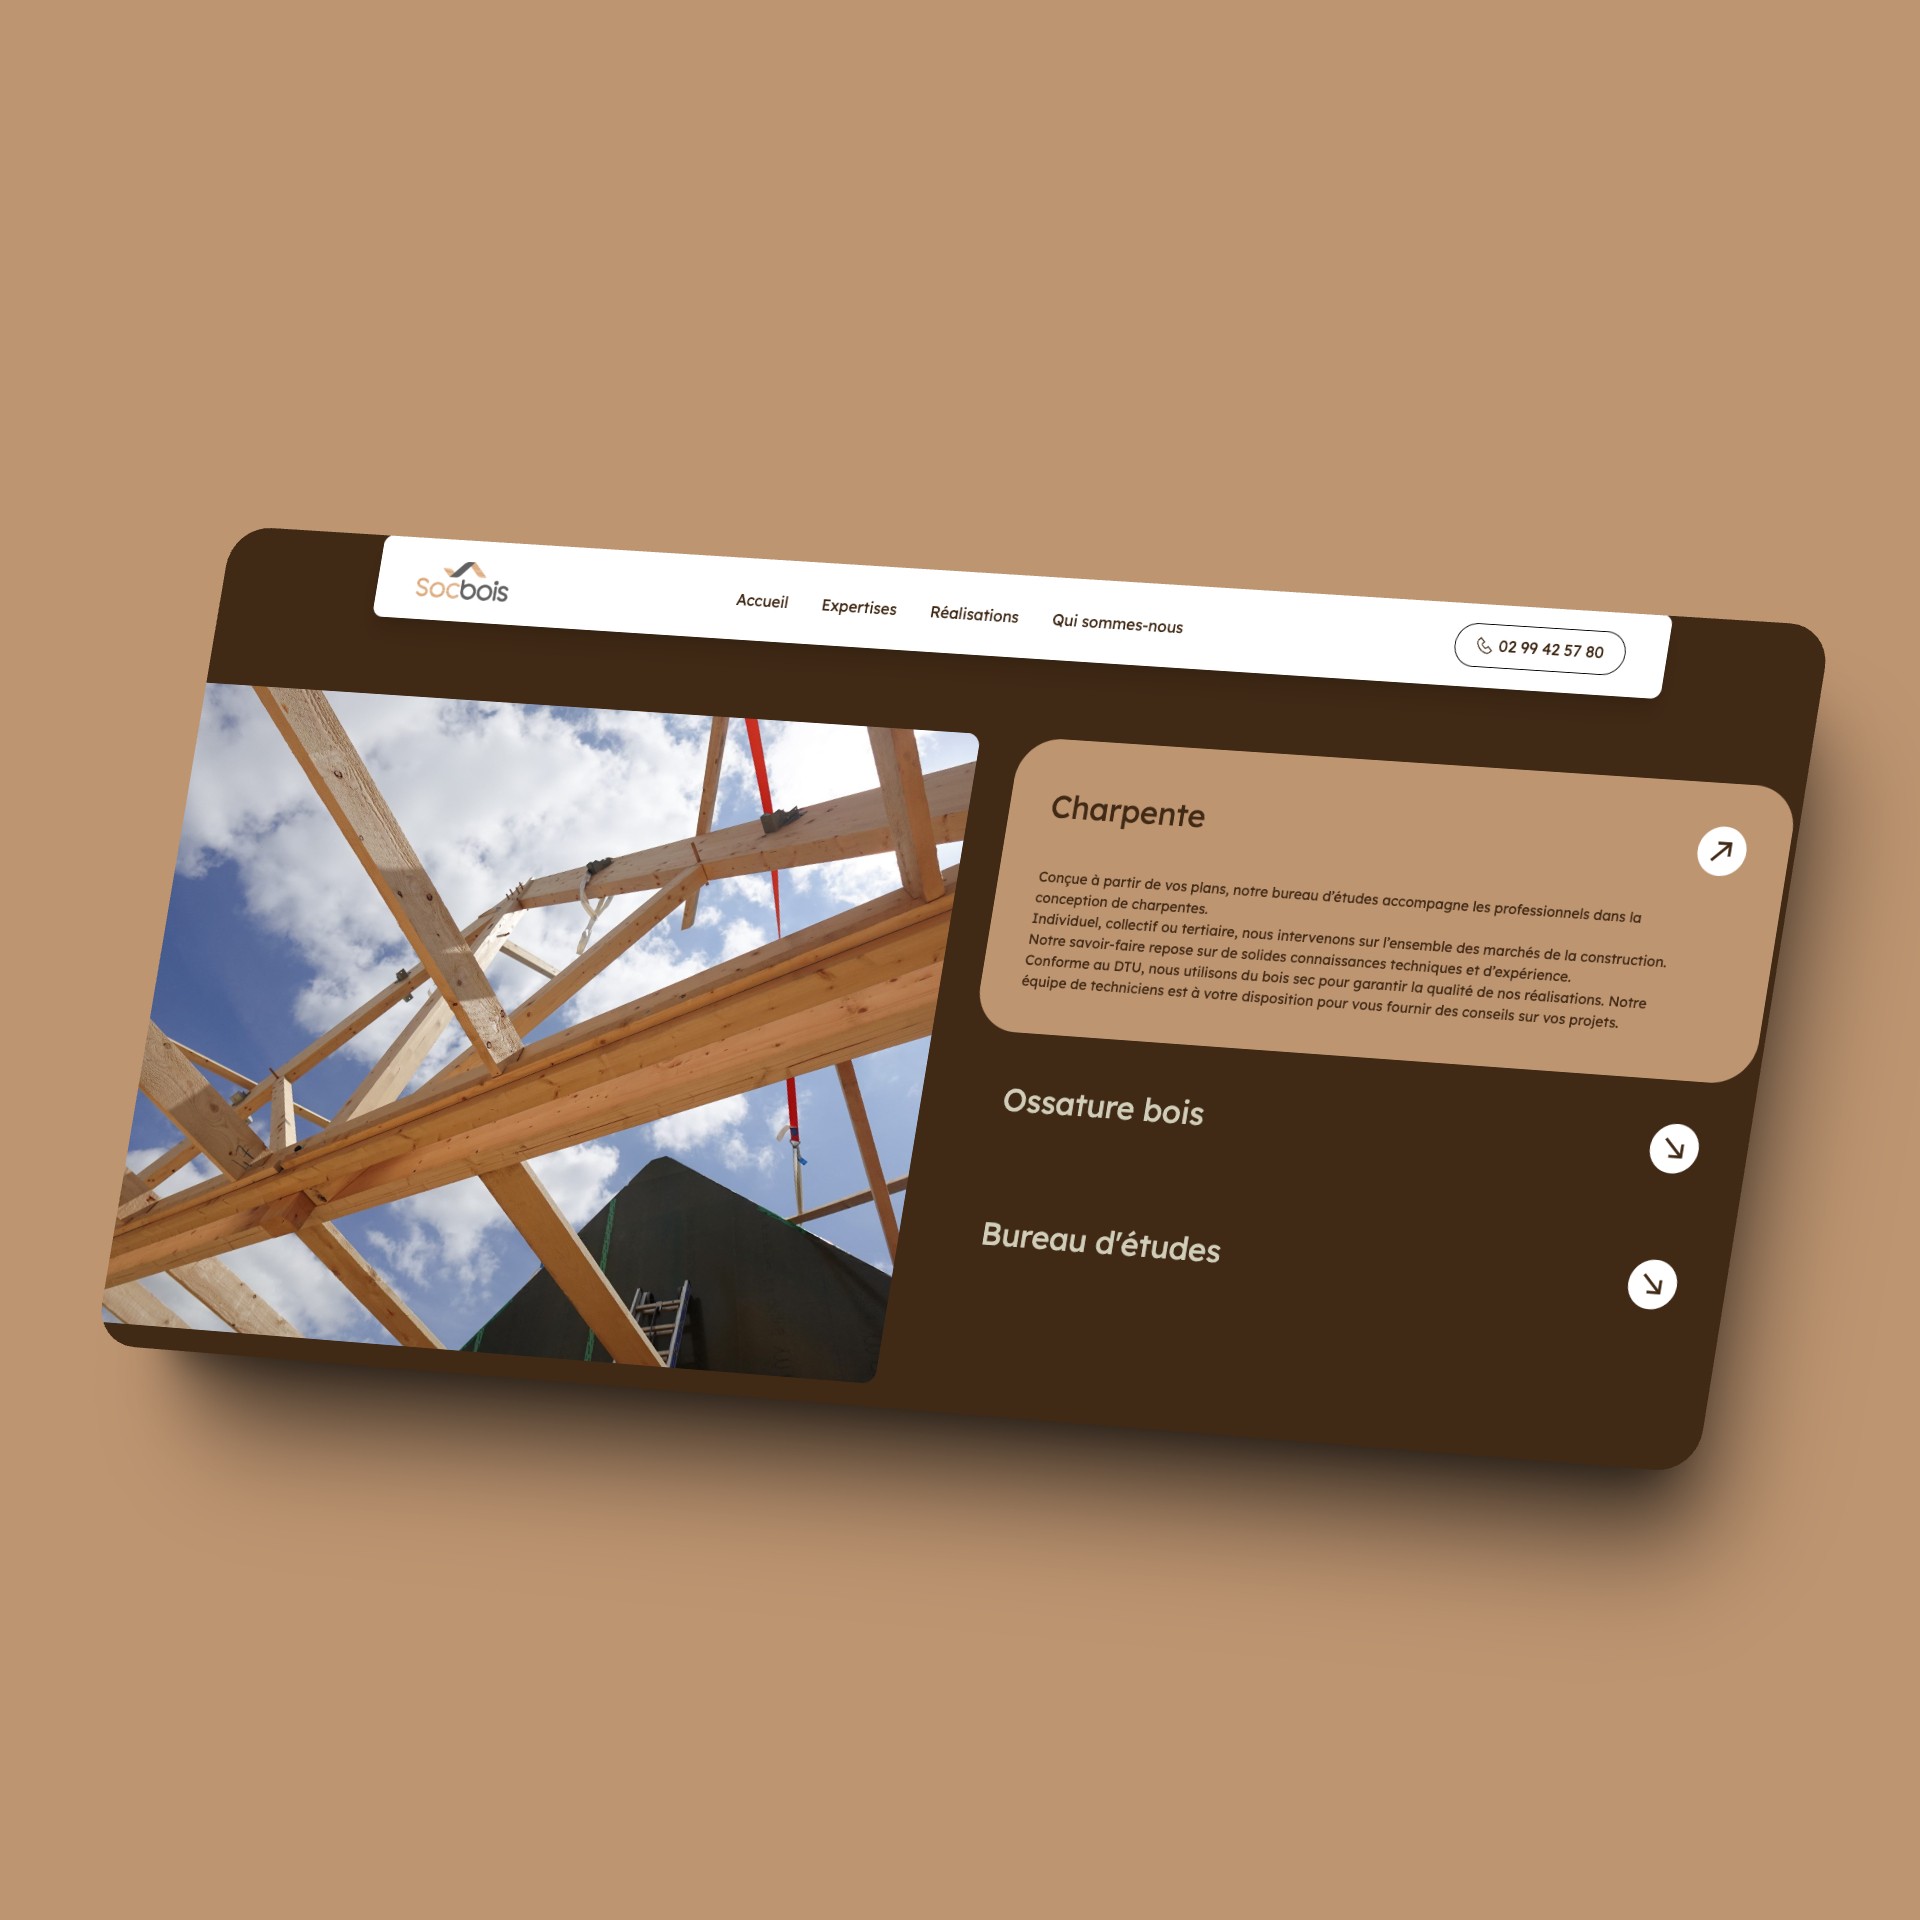 Socbois
Accueil Expertises Réalisations Qui sommes-nous
02 99 42 57 80
Charpente
Conçue à partir de vos plans, notre bureau d'études accompagne les professionnels dans la
conception de charpentes.
Individuel, collectif ou tertiaire, nous intervenons sur l'ensemble des marchés de la construction.
Notre savoir-faire repose sur de solides connaissances techniques et d'expérience.
Conforme au DTU, nous utilisons du bois sec pour garantir la qualité de nos réalisations. Notre
équipe de techniciens est à votre disposition pour vous fournir des conseils sur vos projets.
Ossature bois
Bureau d'études